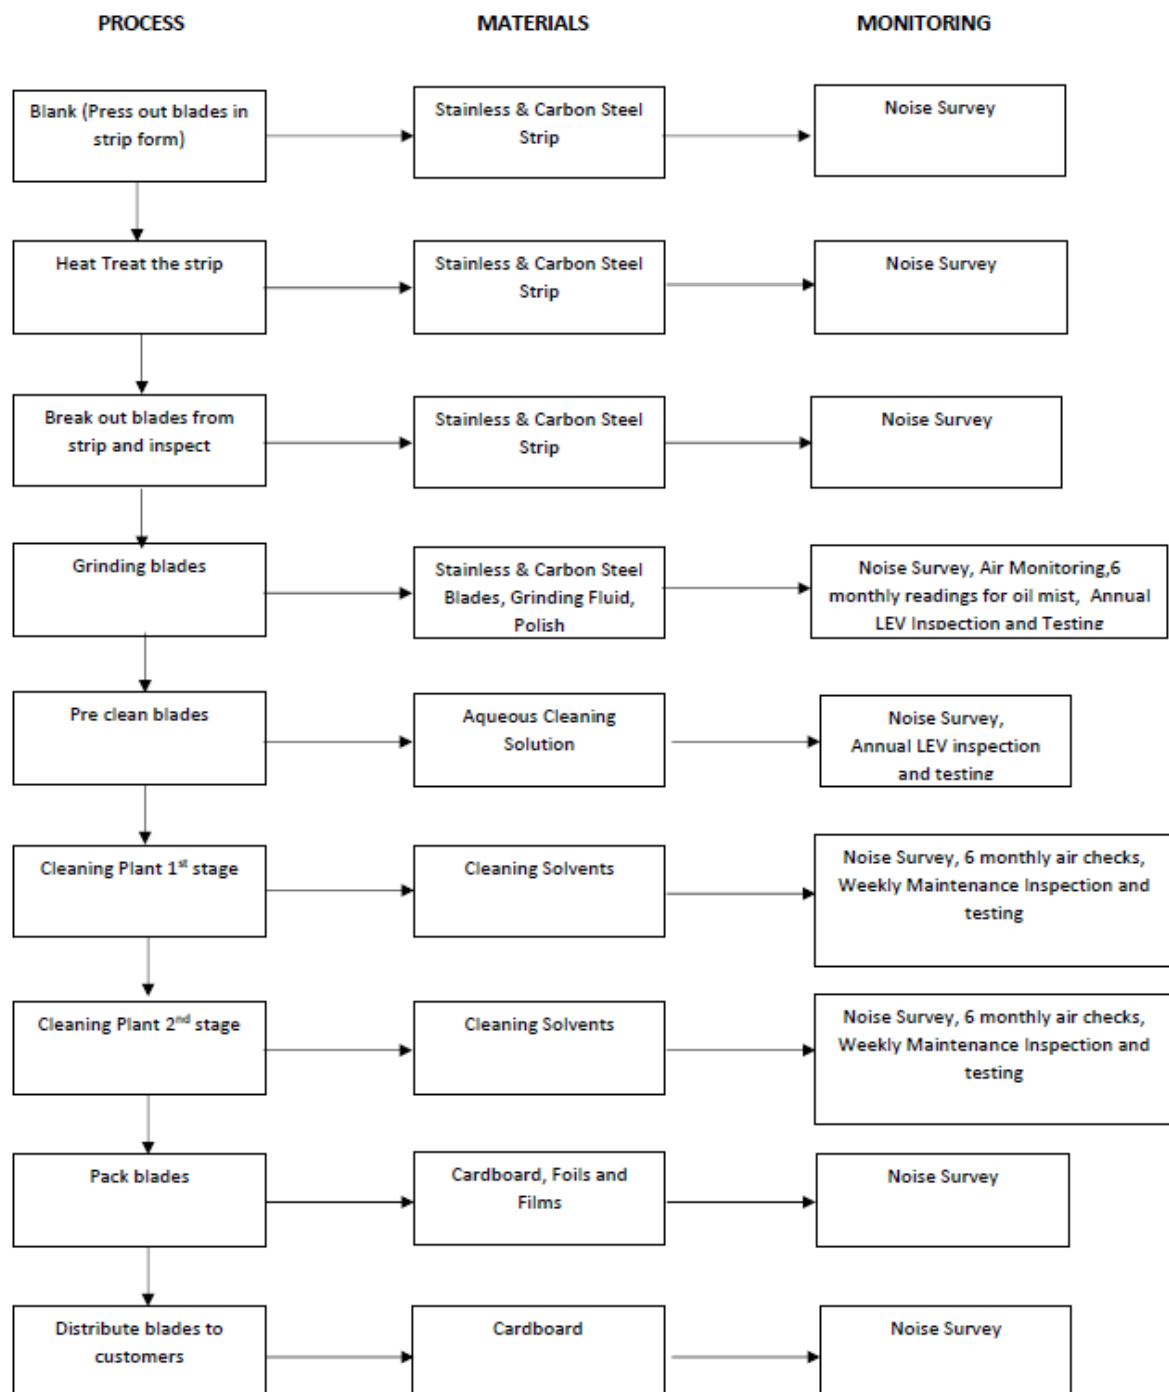 PROCESS MATERIALS MONITORING
Blank (Press out blades in
strip form)
Stainless & Carbon Steel
Strip
Noise Survey
Heat Treat the strip
Stainless & Carbon Steel
Strip
Noise Survey
Break out blades from
strip and inspect
Stainless & Carbon Steel
Strip
Noise Survey
Grinding blades
Stainless & Carbon Steel
Blades, Grinding Fluid,
Polish
Noise Survey, Air Monitoring,6
monthly readings for oil mist, Annual
LEV Inspection and Testing
Pre clean blades
Aqueous Cleaning
Solution
Noise Survey,
Annual LEV inspection
and testing
Cleaning Plant 1st stage
Cleaning Solvents
Noise Survey, 6 monthly air checks,
Weekly Maintenance Inspection and
testing
Cleaning Plant 2nd stage
Cleaning Solvents
Noise Survey, 6 monthly air checks,
Weekly Maintenance Inspection and
testing
Pack blades
Cardboard, Foils and
Films
Noise Survey
Distribute blades to
customers
Cardboard
Noise Survey